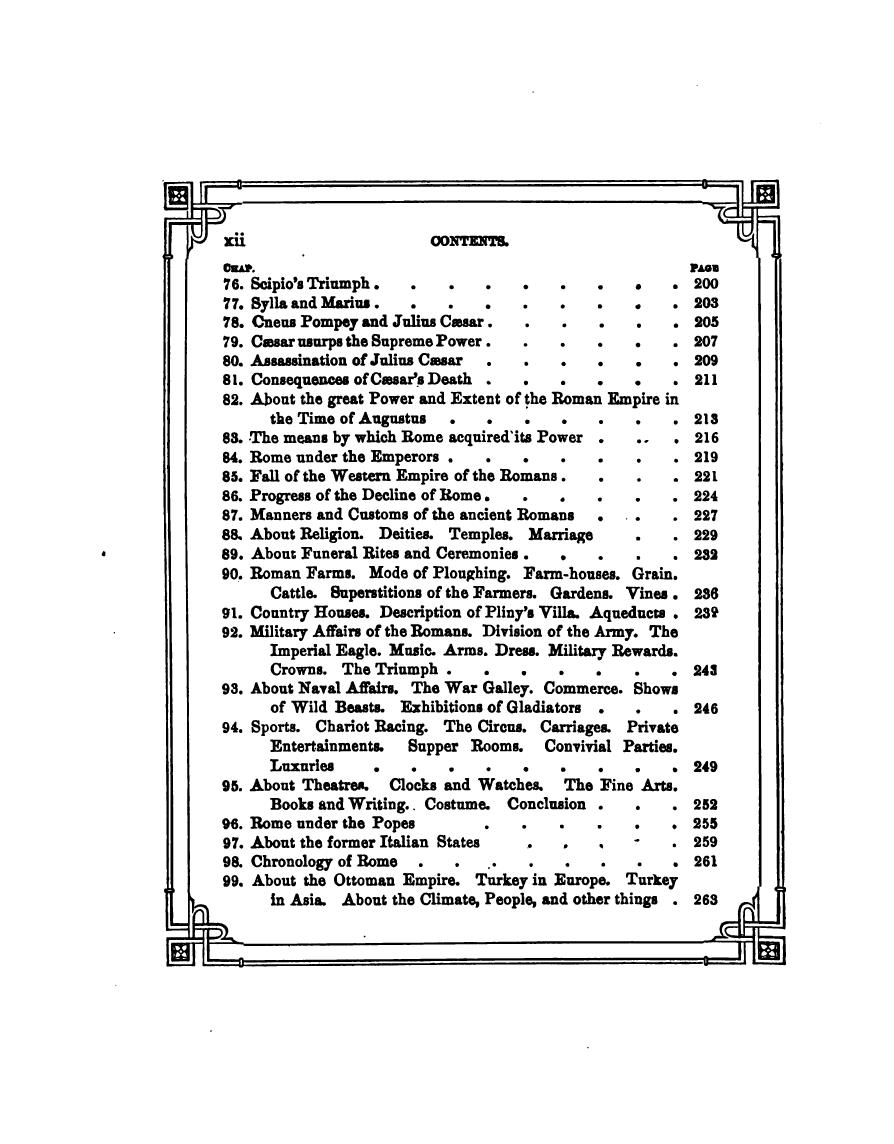 xii CONTENTS.
CHAP. PAGE
76. Scipio's Triumph . . . . . . . . . 200
77. Sylla and Marius . . . . . . . . . 203
78. Cneus Pompey and Julius Cæsar . . . . . . 205
79. Cæsar usurps the Supreme Power . . . . . . 207
80. Assassination of Julius Cæsar . . . . . . 209
81. Consequences of Cæsar's Death . . . . . . 211
82. About the great Power and Extent of the Roman Empire in
the Time of Augustus . . . . . . . 213
83. The means by which Rome acquired its Power . . . 216
84. Rome under the Emperors . . . . . . . 219
85. Fall of the Western Empire of the Romans . . . . 221
86. Progress of the Decline of Rome . . . . . . 224
87. Manners and Customs of the ancient Romans . . . 227
88. About Religion. Deities. Temples. Marriage . . 229
89. About Funeral Rites and Ceremonies . . . . . 232
90. Roman Farms. Mode of Ploughing. Farm-houses. Grain.
Cattle. Superstitions of the Farmers. Gardens. Vines . 236
91. Country Houses. Description of Pliny's Villa. Aqueducts . 239
92. Military Affairs of the Romans. Division of the Army. The
Imperial Eagle. Music. Arms. Dress. Military Rewards.
Crowns. The Triumph . . . . . . . 243
93. About Naval Affairs. The War Galley. Commerce. Shows
of Wild Beasts. Exhibitions of Gladiators . . . 246
94. Sports. Chariot Racing. The Circus. Carriages. Private
Entertainments. Supper Rooms. Convivial Parties.
Luxuries . . . . . . . . . 249
95. About Theatres. Clocks and Watches. The Fine Arts.
Books and Writing. Costume. Conclusion . . . 252
96. Rome under the Popes . . . . . . 255
97. About the former Italian States . . . . . 259
98. Chronology of Rome . . . . . . . . 261
99. About the Ottoman Empire. Turkey in Europe. Turkey
in Asia. About the Climate, People, and other things . 263